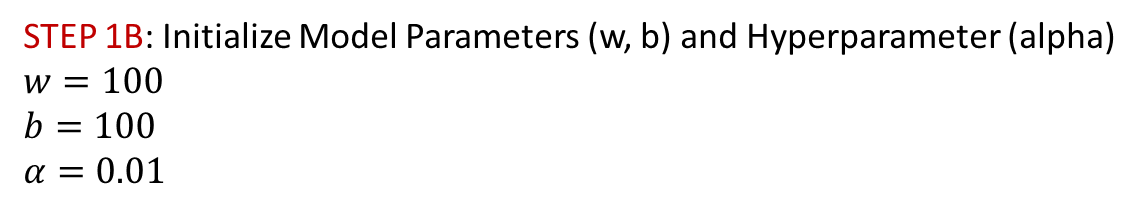 STEP 1B: Initialize Model Parameters (w, b) and Hyperparameter (alpha)
w = 100
b = 100
α = 0.01